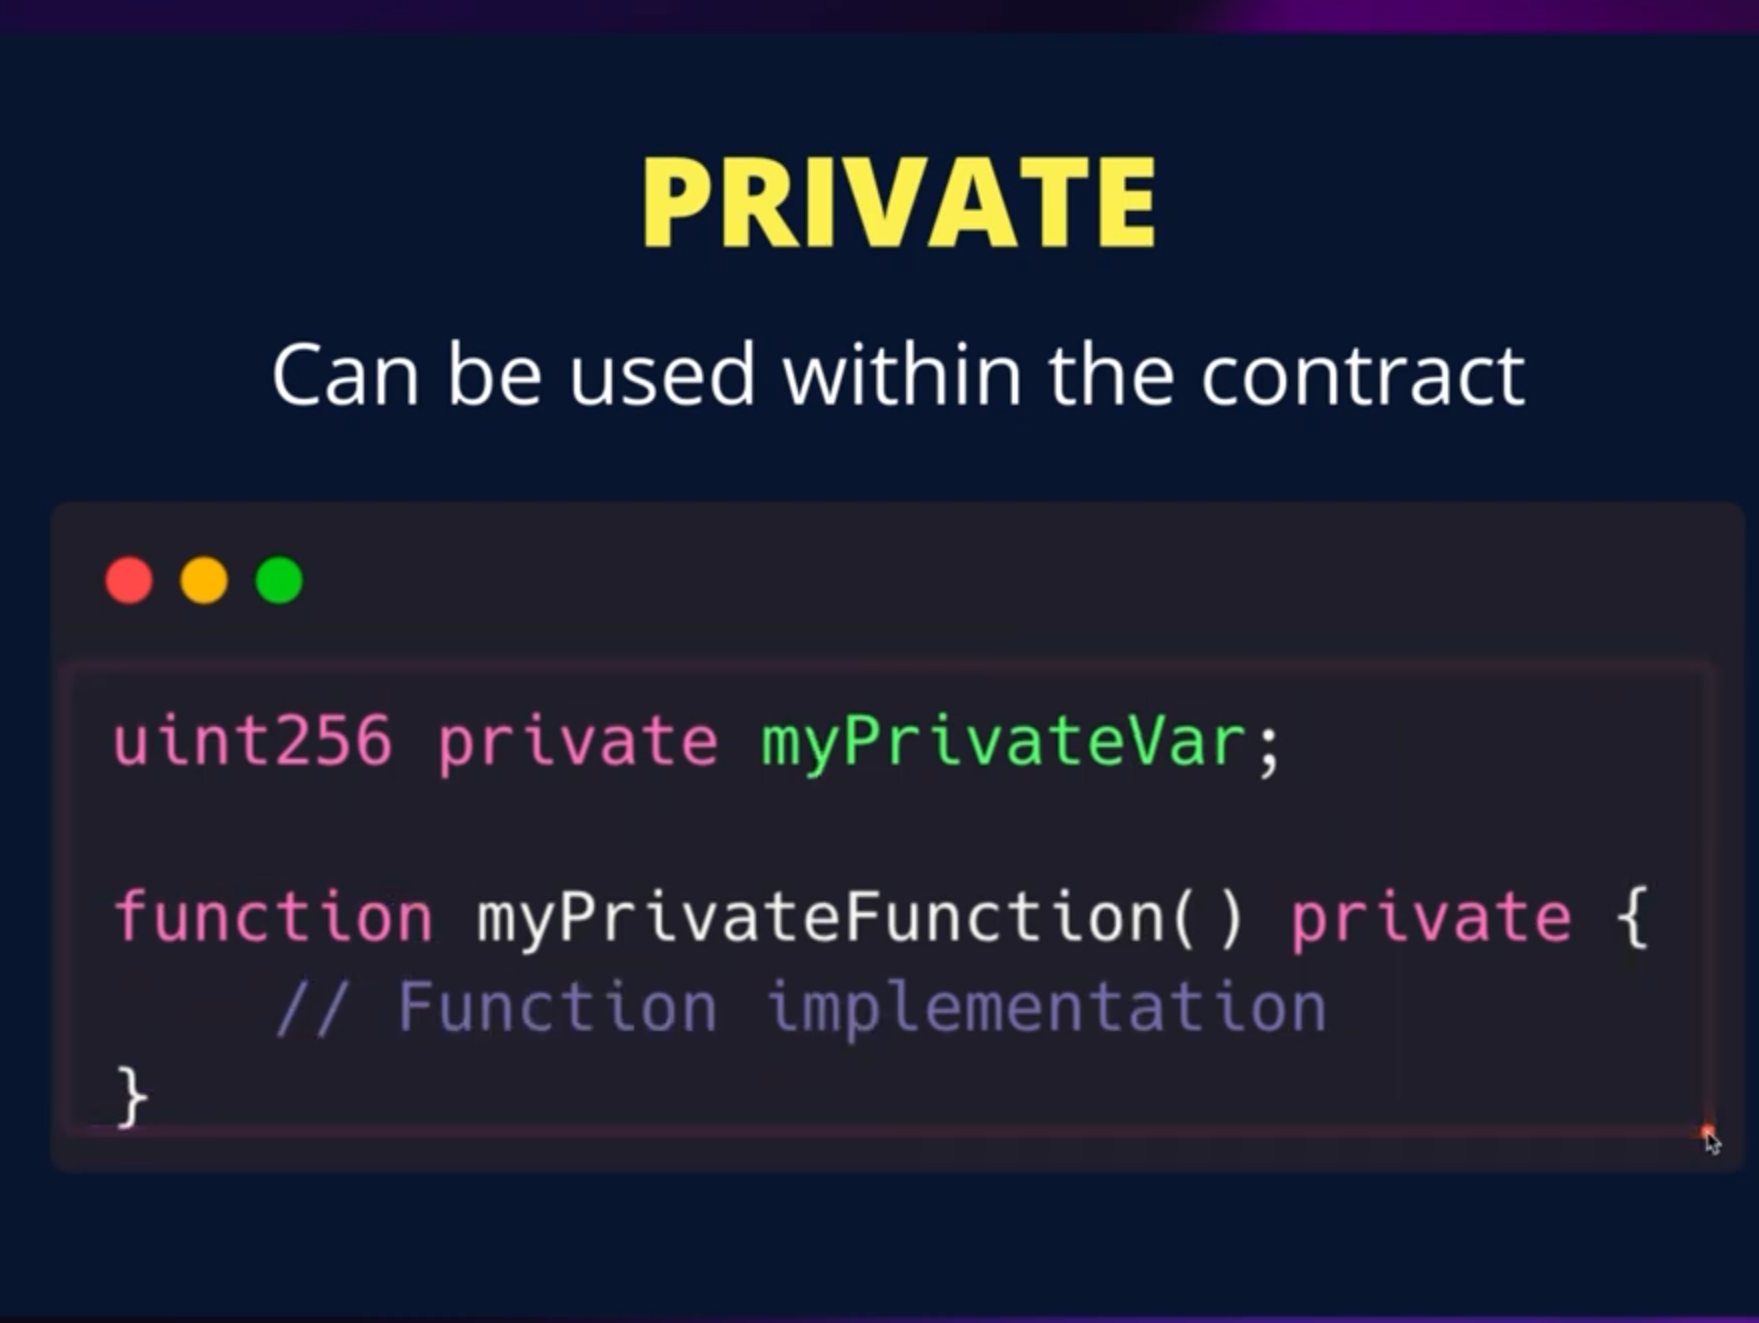 PRIVATE
Can be used within the contract
uint256 private myPrivateVar;
function myPrivateFunction() private {
    // Function implementation
}